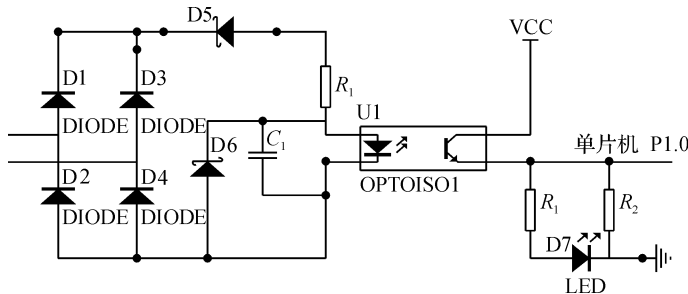 D5
VCC
D1
D3
R1
U1
DIODE
DIODE
D6
C1
单片机 P1.0
D2
D4
OPTOISO1
DIODE
DIODE
R1
R2
D7
LED